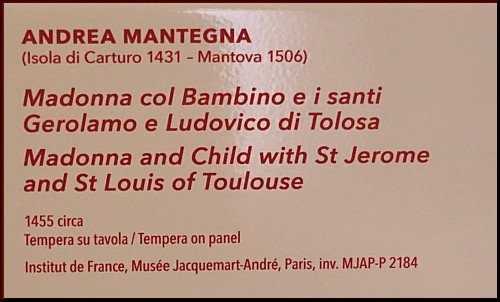 ANDREA MANTEGNA
(Isola di Carturo 1431 – Mantova 1506)
Madonna col Bambino e i santi
Gerolamo e Ludovico di Tolosa
Madonna and Child with St Jerome
and St Louis of Toulouse
1455 circa
Tempera su tavola / Tempera on panel
Institut de France, Musée Jacquemart-André, Paris, inv. MJAP-P 2184